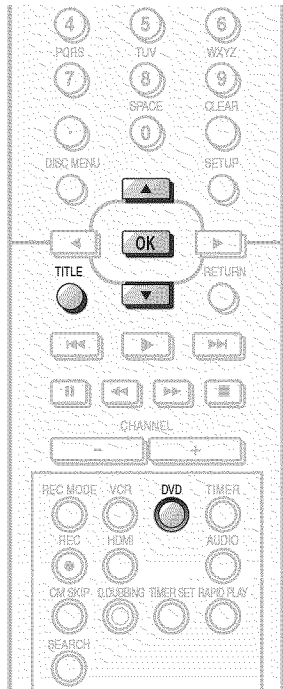 4 5 6
PQRS TUV WXYZ
7 8 9
SPACE CLEAR
0
DISC MENU SETUP
OK
TITLE RETURN
CHANNEL
- +
REC MODE VCR DVD TIMER
REC HDMI AUDIO
CM SKIP D.DUBBING TIMER SET RAPID PLAY
SEARCH